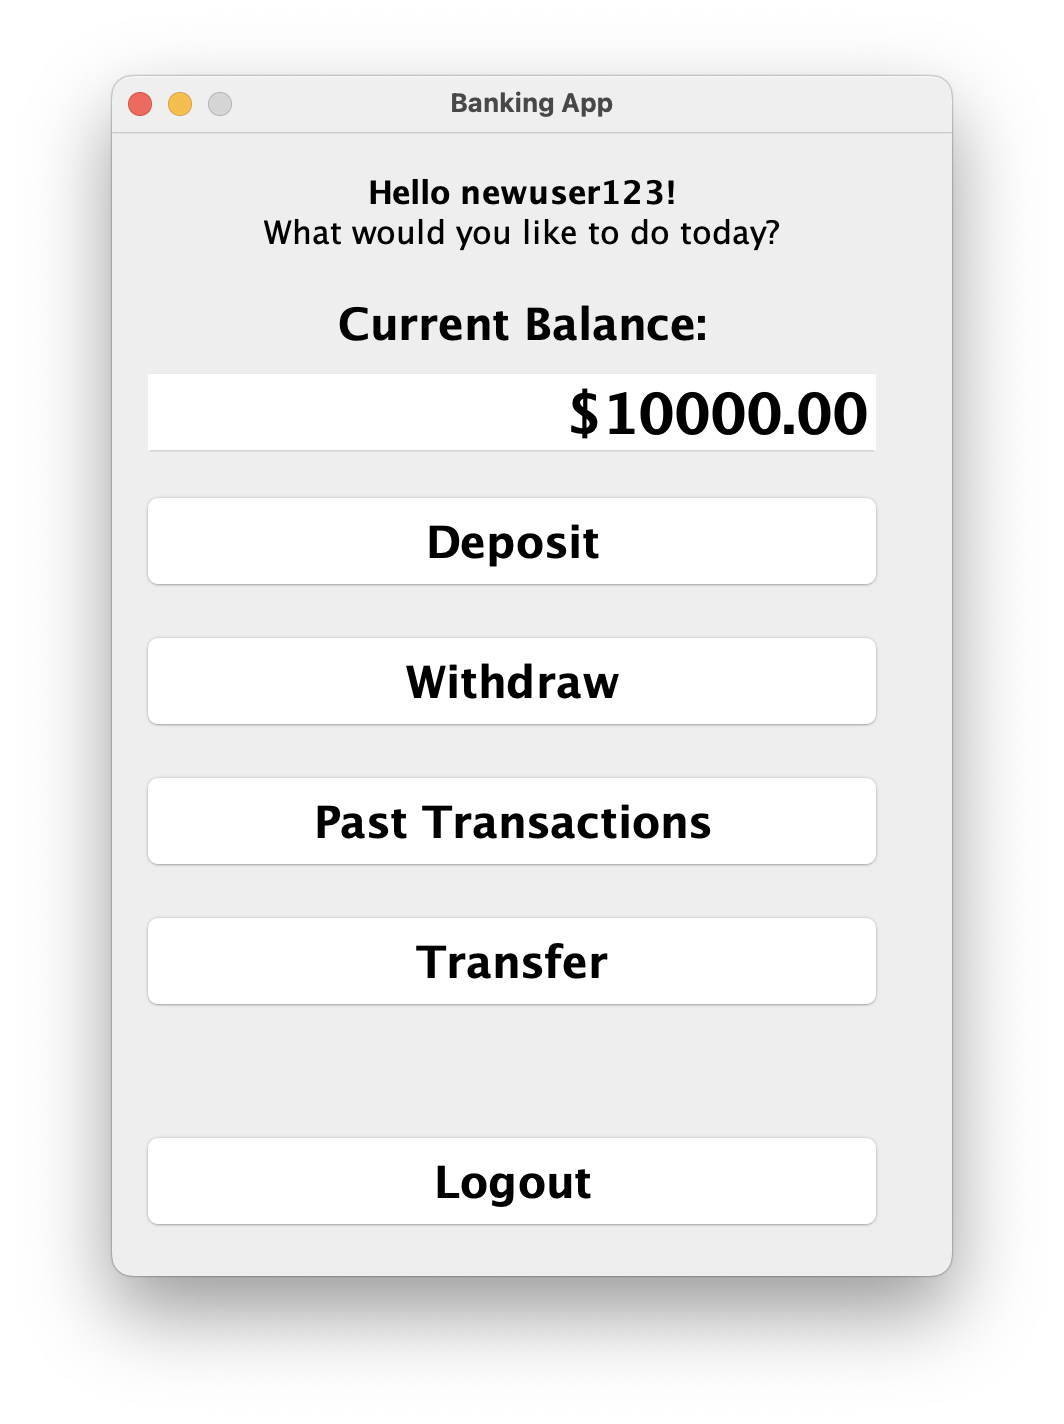 Banking App
Hello newuser123!
What would you like to do today?
Current Balance:
$10000.00
Deposit
Withdraw
Past Transactions
Transfer
Logout